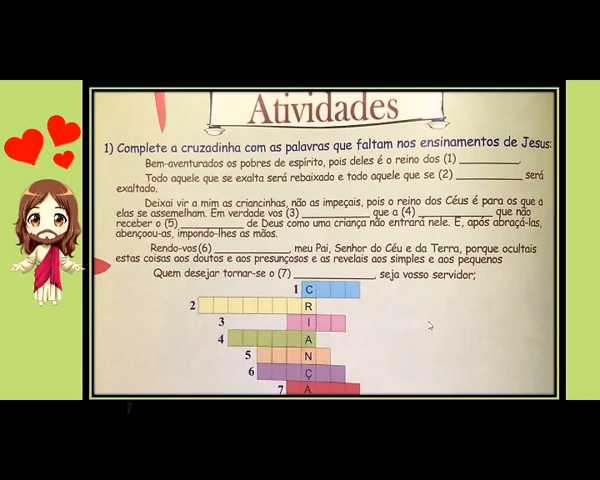 Atividades
1) Complete a cruzadinha com as palavras que faltam nos ensinamentos de Jesus:
Bem-aventurados os pobres de espírito, pois deles é o reino dos (1) __________.
Todo aquele que se exalta será rebaixado e todo aquele que se (2) __________ será
exaltado.
Deixai vir a mim as criancinhas, não as impeçais, pois o reino dos Céus é para os que a
elas se assemelham. Em verdade vos (3) __________ que a (4) __________ que não
receber o (5) __________ de Deus como uma criança não entrará nele. E, após abraçá-las,
abençoou-as, impondo-lhes as mãos.
Rendo-vos(6) __________, meu Pai, Senhor do Céu e da Terra, porque ocultais
estas coisas aos doutos e aos presunçosos e as revelais aos simples e aos pequenos
Quem desejar tornar-se o (7) __________, seja vosso servidor;
1 C
2 R
3 I
4 A
5 N
6 Ç
7 A